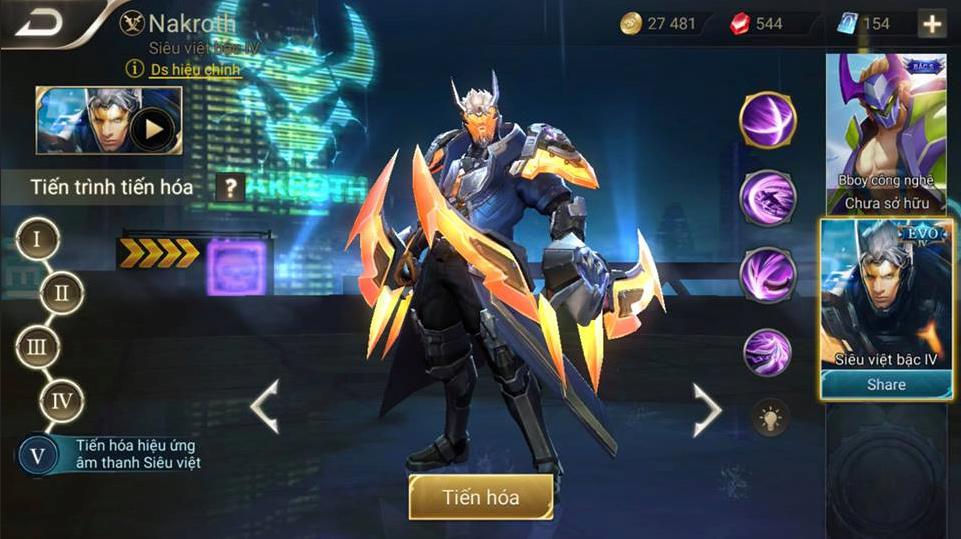 Nakroth
Siêu việt bậc IV
Ds hiệu chỉnh
27 481
544
154
Tiến trình tiến hóa
?
I
II
III
IV
V
Tiến hóa hiệu ứng
âm thanh Siêu việt
Tiến hóa
BẬC S
Bboy công nghệ
Chưa sở hữu
EVO
IV
Siêu việt bậc IV
Share